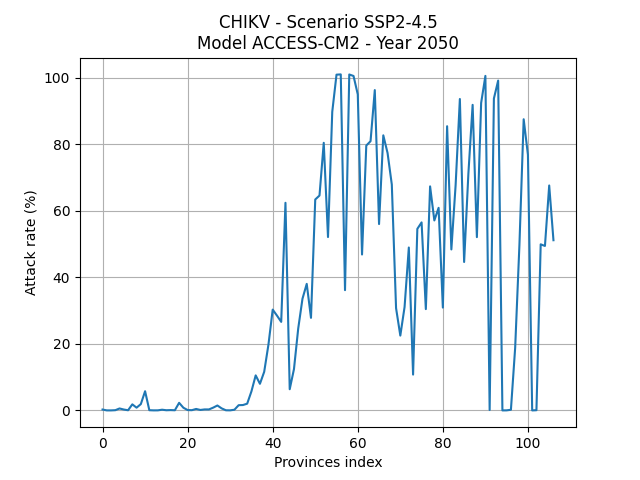 CHIKV - Scenario SSP2-4.5
Model ACCESS-CM2 - Year 2050
100
80
60
40
20
0
Attack rate (%)
0 20 40 60 80 100
Provinces index